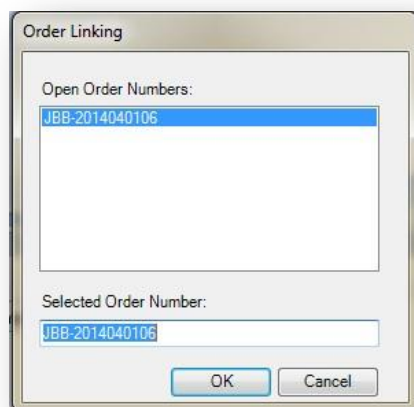 Order Linking
Open Order Numbers:
JBB-2014040106
Selected Order Number:
JBB-2014040106
OK Cancel